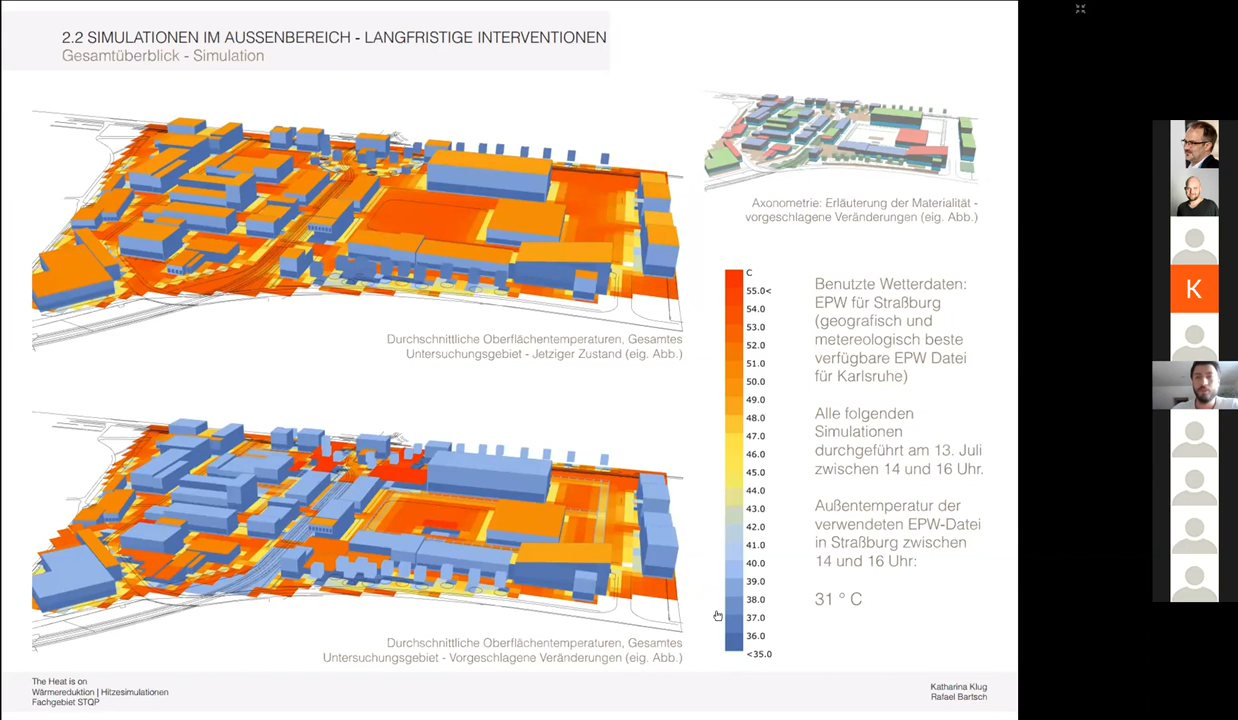 2.2 SIMULATIONEN IM AUSSENBEREICH - LANGFRISTIGE INTERVENTIONEN
Gesamtüberblick - Simulation
Axonometrie: Erläuterung der Materialität -
vorgeschlagene Veränderungen (eig. Abb.)
Durchschnittliche Oberflächentemperaturen, Gesamtes
Untersuchungsgebiet - Jetziger Zustand (eig. Abb.)
C
55.0<
54.0
53.0
52.0
51.0
50.0
49.0
48.0
47.0
46.0
45.0
44.0
43.0
42.0
41.0
40.0
39.0
38.0
37.0
36.0
<35.0
Benutzte Wetterdaten:
EPW für Straßburg
(geografisch und
metereologisch beste
verfügbare EPW Datei
für Karlsruhe)
Alle folgenden
Simulationen
durchgeführt am 13. Juli
zwischen 14 und 16 Uhr.
Außentemperatur der
verwendeten EPW-Datei
in Straßburg zwischen
14 und 16 Uhr:
31 ° C
Durchschnittliche Oberflächentemperaturen, Gesamtes
Untersuchungsgebiet - Vorgeschlagene Veränderungen (eig. Abb.)
The Heat is on
Wärmereduktion | Hitzesimulationen
Fachgebiet STQP
Katharina Klug
Rafael Bartsch
K